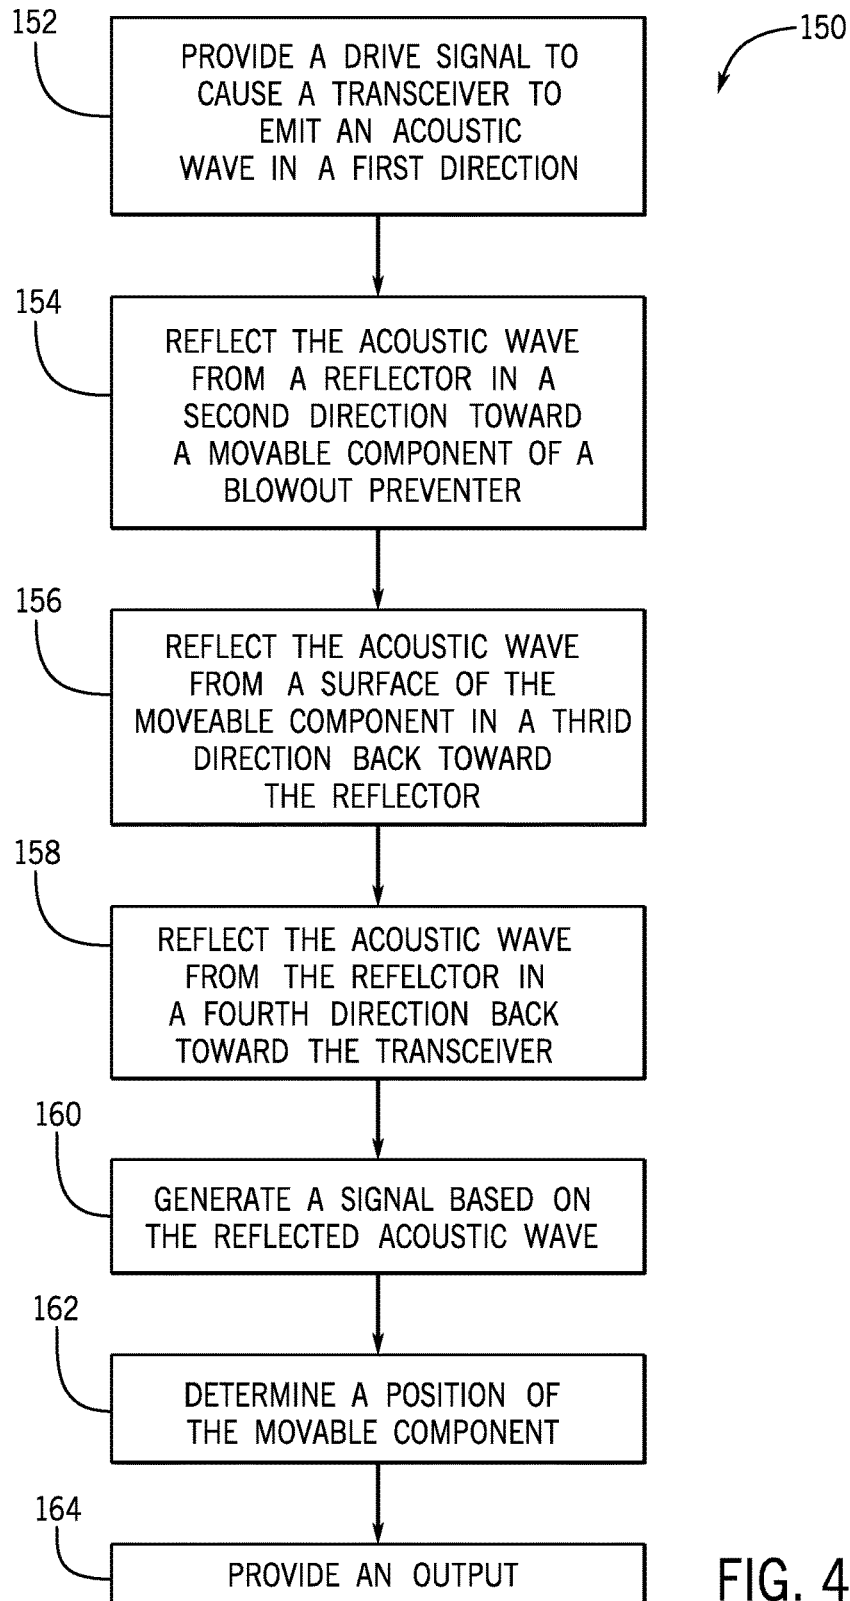 152
150
PROVIDE A DRIVE SIGNAL TO
CAUSE A TRANSCEIVER TO
EMIT AN ACOUSTIC
WAVE IN A FIRST DIRECTION
154
REFLECT THE ACOUSTIC WAVE
FROM A REFLECTOR IN A
SECOND DIRECTION TOWARD
A MOVABLE COMPONENT OF A
BLOWOUT PREVENTER
156
REFLECT THE ACOUSTIC WAVE
FROM A SURFACE OF THE
MOVEABLE COMPONENT IN A THRID
DIRECTION BACK TOWARD
THE REFLECTOR
158
REFLECT THE ACOUSTIC WAVE
FROM THE REFELCTOR IN
A FOURTH DIRECTION BACK
TOWARD THE TRANSCEIVER
160
GENERATE A SIGNAL BASED ON
THE REFLECTED ACOUSTIC WAVE
162
DETERMINE A POSITION OF
THE MOVABLE COMPONENT
164
PROVIDE AN OUTPUT
FIG. 4